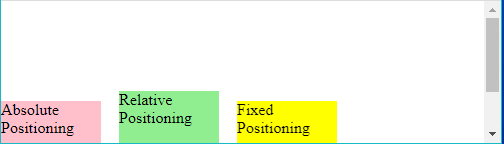 Absolute
Positioning
Relative
Positioning
Fixed
Positioning